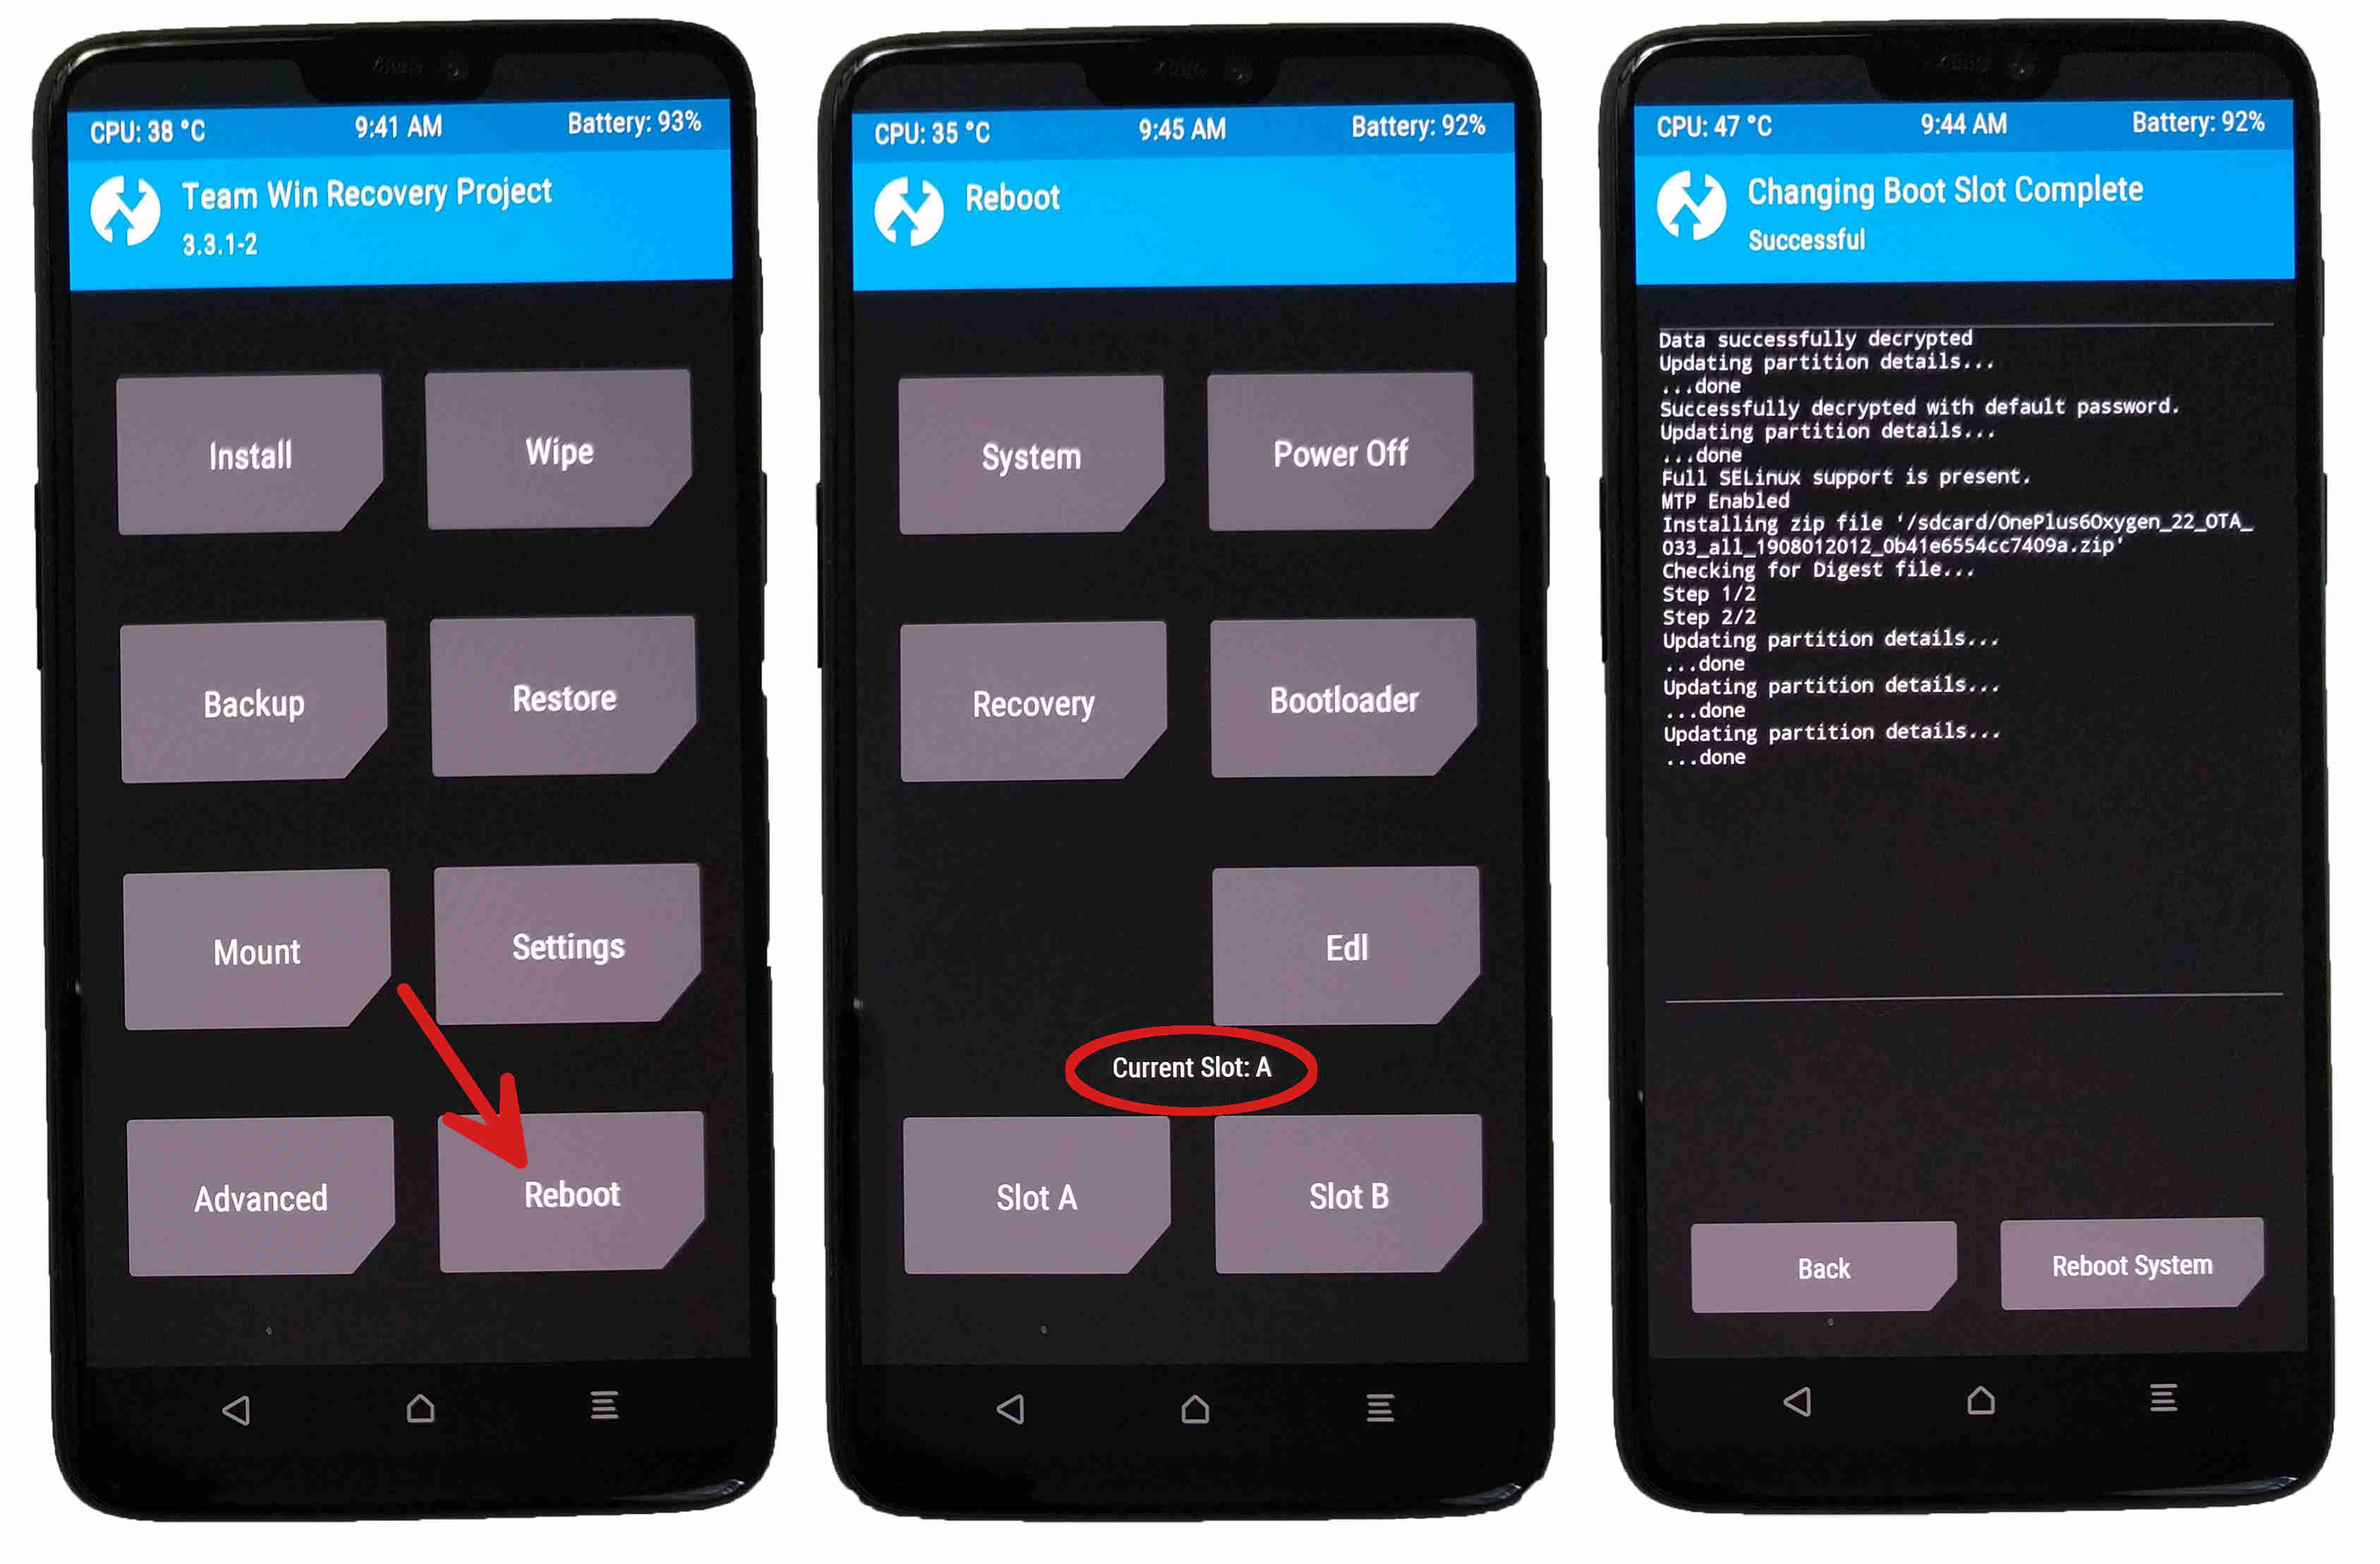 CPU: 38 °C 9:41 AM Battery: 93%
Team Win Recovery Project
3.3.1-2
Install Wipe
Backup Restore
Mount Settings
Advanced Reboot
CPU: 35 °C 9:45 AM Battery: 92%
Reboot
System Power Off
Recovery Bootloader
Edl
Current Slot: A
Slot A Slot B
CPU: 47 °C 9:44 AM Battery: 92%
Changing Boot Slot Complete
Successful
Data successfully decrypted
Updating partition details...
...done
Successfully decrypted with default password.
Updating partition details...
...done
Full SELinux support is present.
MTP Enabled
Installing zip file '/sdcard/OnePlus6Oxygen_22_OTA_
033_all_1908012012_0b41e6554cc7409a.zip'
Checking for Digest file...
Step 1/2
Step 2/2
Updating partition details...
...done
Updating partition details...
...done
Updating partition details...
...done
Back Reboot System